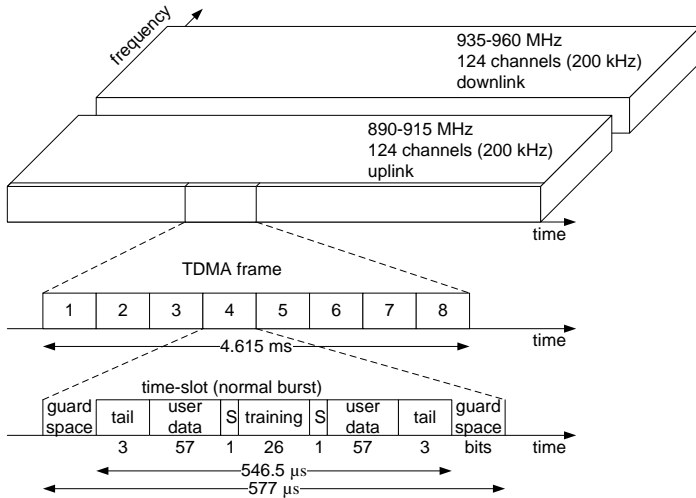 frequency
935-960 MHz
124 channels (200 kHz)
downlink
890-915 MHz
124 channels (200 kHz)
uplink
time
TDMA frame
1 2 3 4 5 6 7 8
4.615 ms
time
time-slot (normal burst)
guard space
tail
user data
S
training
S
user data
tail
guard space
3 57 1 26 1 57 3 bits
time
546.5 µs
577 µs